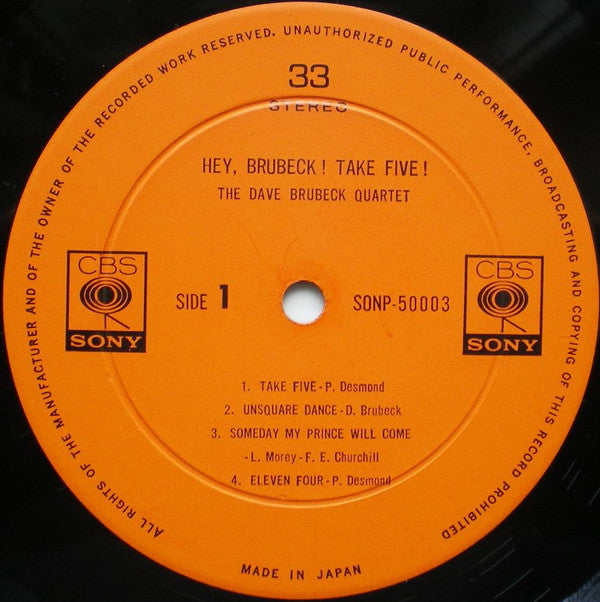 ALL RIGHTS OF THE MANUFACTURER AND OF THE OWNER OF THE RECORDED WORK RESERVED. UNAUTHORIZED PUBLIC PERFORMANCE, BROADCASTING AND COPYING OF THIS RECORD PROHIBITED
33
STEREO
HEY, BRUBECK! TAKE FIVE!
THE DAVE BRUBECK QUARTET
CBS
SONY
SIDE 1
SONP-50003
CBS
SONY
1. TAKE FIVE-P. Desmond
2. UNSQUARE DANCE-D. Brubeck
3. SOMEDAY MY PRINCE WILL COME
-L. Morey-F. E. Churchill
4. ELEVEN FOUR-P. Desmond
MADE IN JAPAN